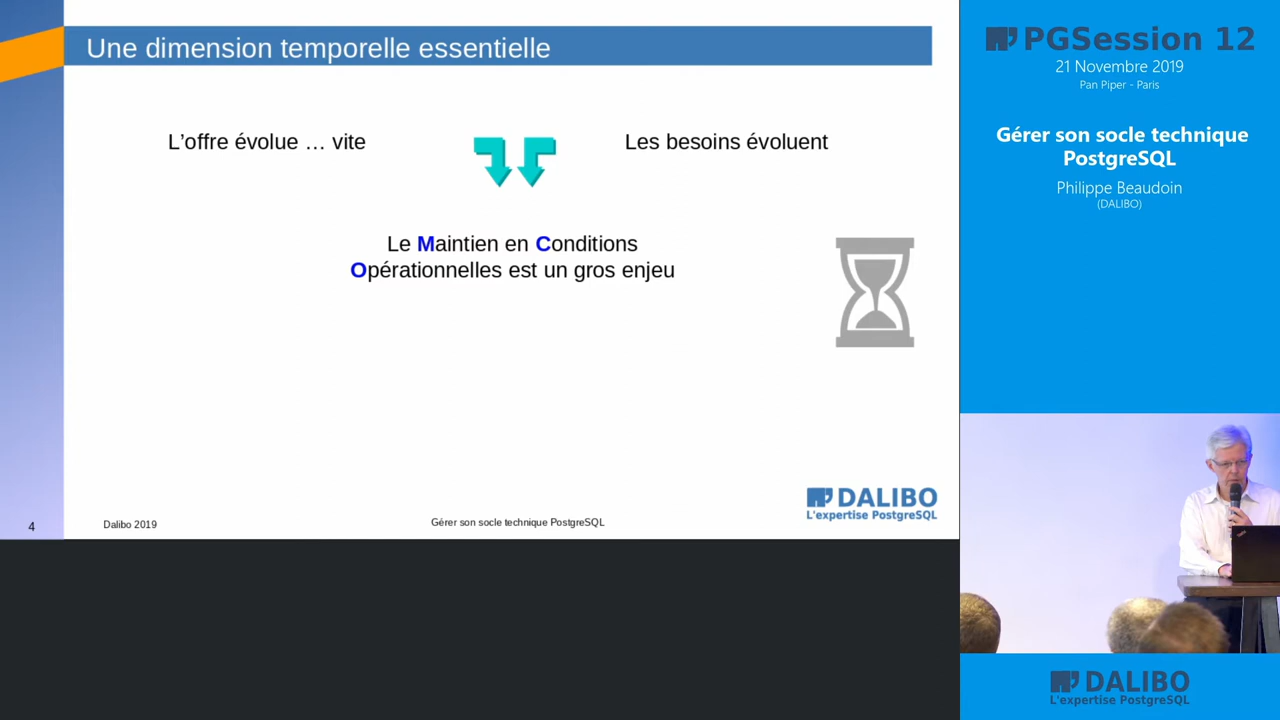 Une dimension temporelle essentielle
L’offre évolue … vite
Les besoins évoluent
Le Maintien en Conditions
Opérationnelles est un gros enjeu
DALIBO
L'expertise PostgreSQL
4
Dalibo 2019
Gérer son socle technique PostgreSQL
PGSession 12
21 Novembre 2019
Pan Piper - Paris
Gérer son socle technique
PostgreSQL
Philippe Beaudoin
(DALIBO)
DALIBO
L'expertise PostgreSQL